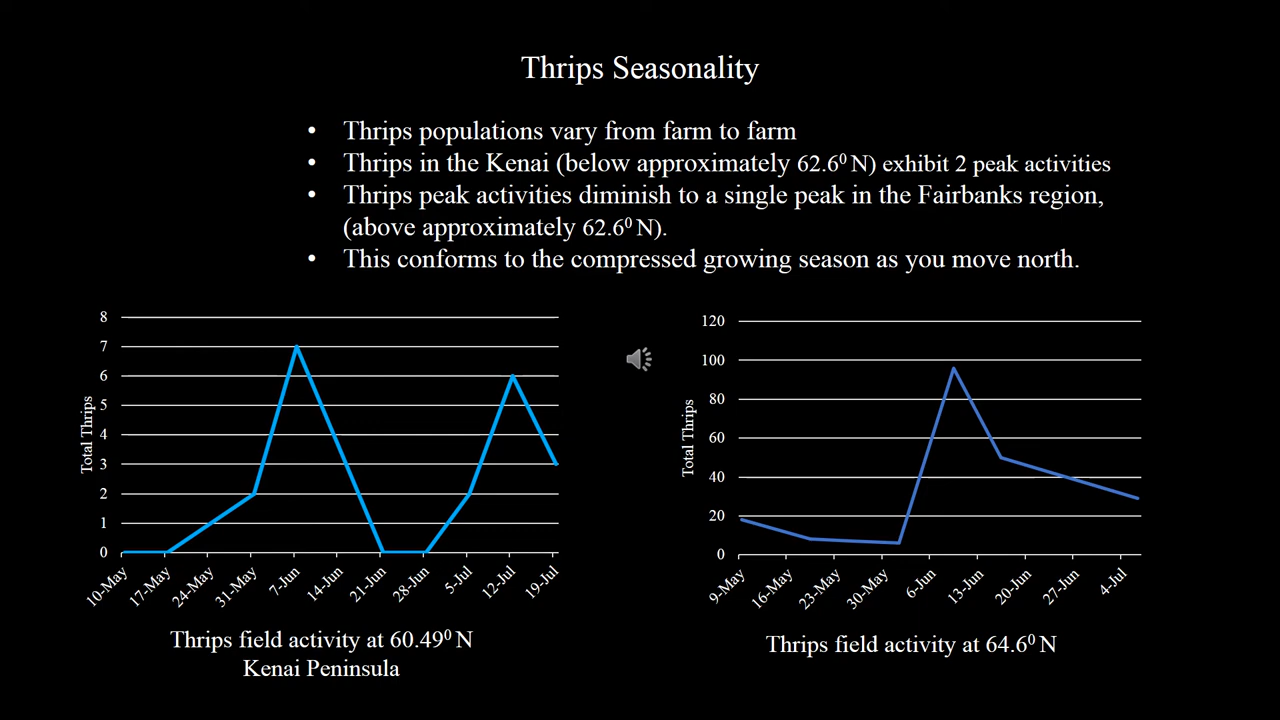 Thrips Seasonality
• Thrips populations vary from farm to farm
• Thrips in the Kenai (below approximately 62.6⁰ N) exhibit 2 peak activities
• Thrips peak activities diminish to a single peak in the Fairbanks region,
(above approximately 62.6⁰ N).
• This conforms to the compressed growing season as you move north.
8
7
6
5
4
3
2
1
0
Total Thrips
10-May
17-May
24-May
31-May
7-Jun
14-Jun
21-Jun
28-Jun
5-Jul
12-Jul
19-Jul
Thrips field activity at 60.49⁰ N
Kenai Peninsula
120
100
80
60
40
20
0
Total Thrips
9-May
16-May
23-May
30-May
6-Jun
13-Jun
20-Jun
27-Jun
4-Jul
Thrips field activity at 64.6⁰ N